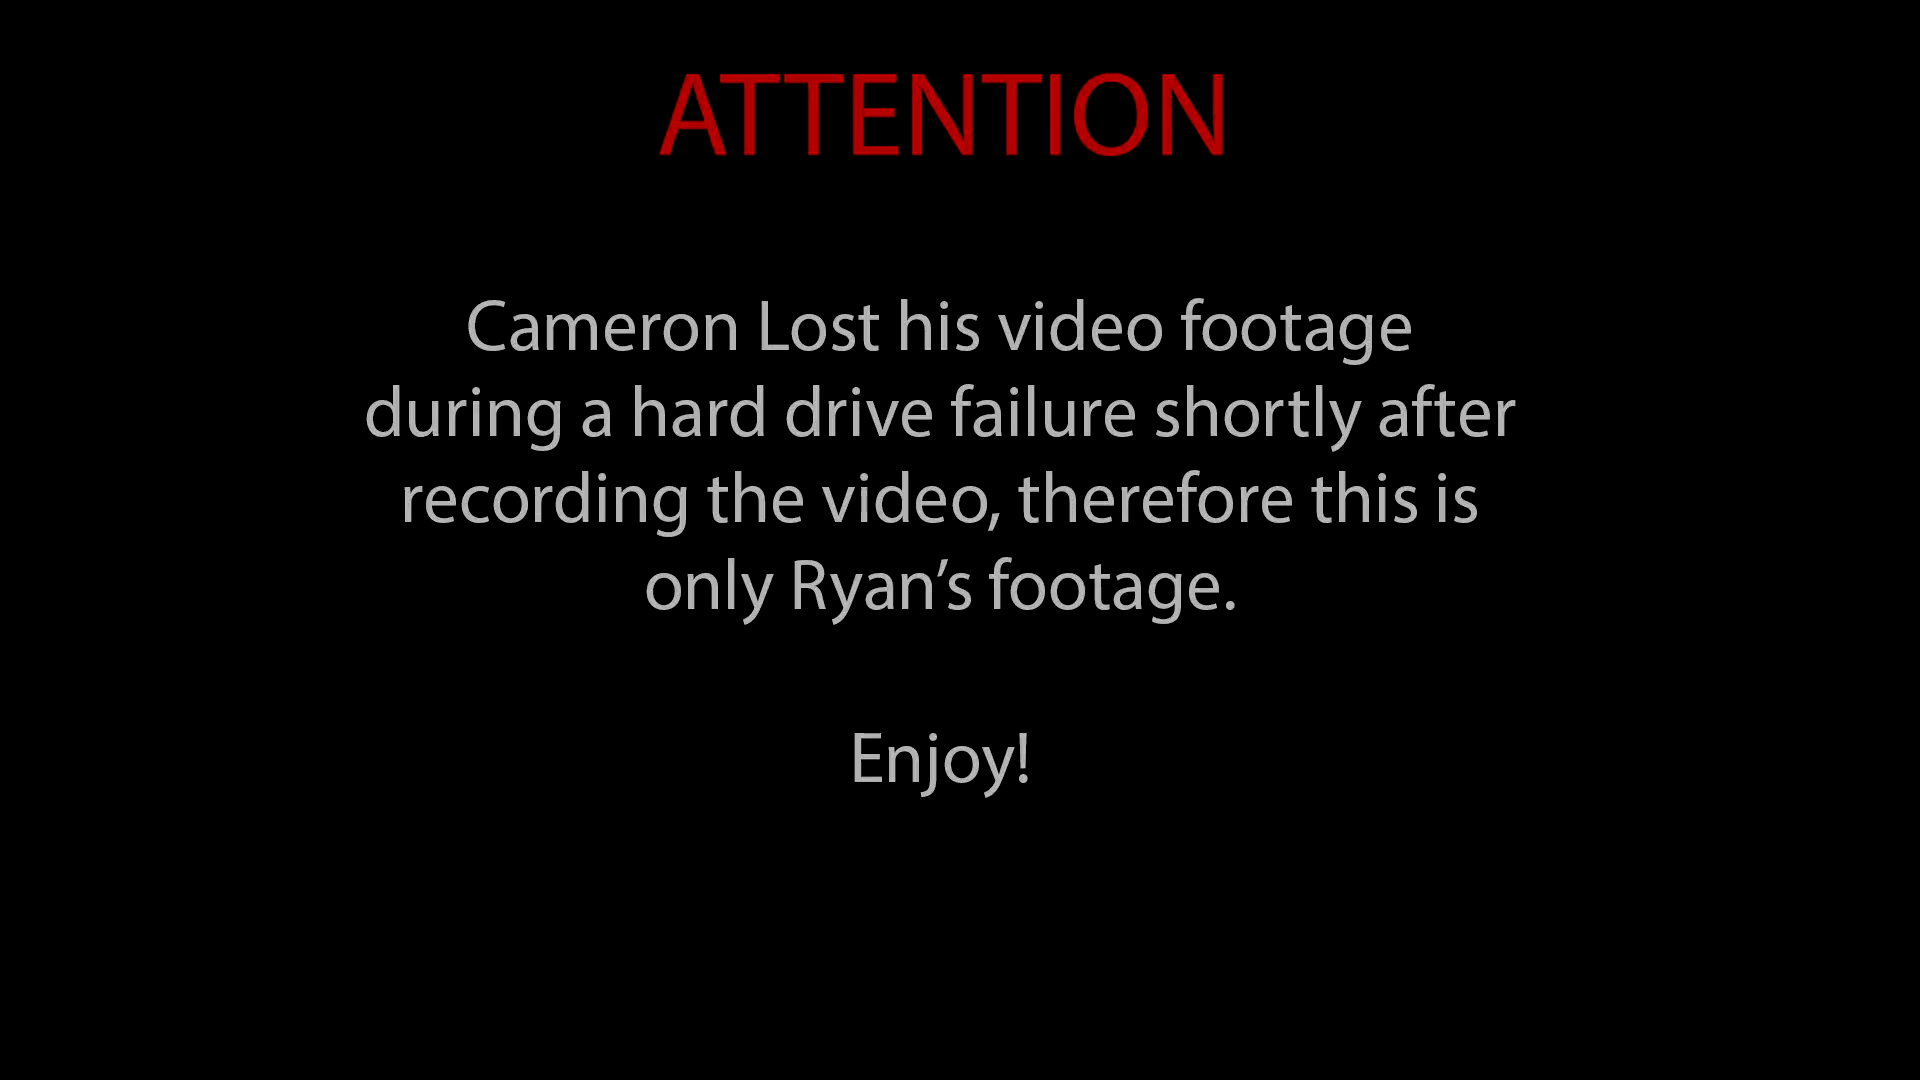 ATTENTION
Cameron Lost his video footage
during a hard drive failure shortly after
recording the video, therefore this is
only Ryan’s footage.
Enjoy!